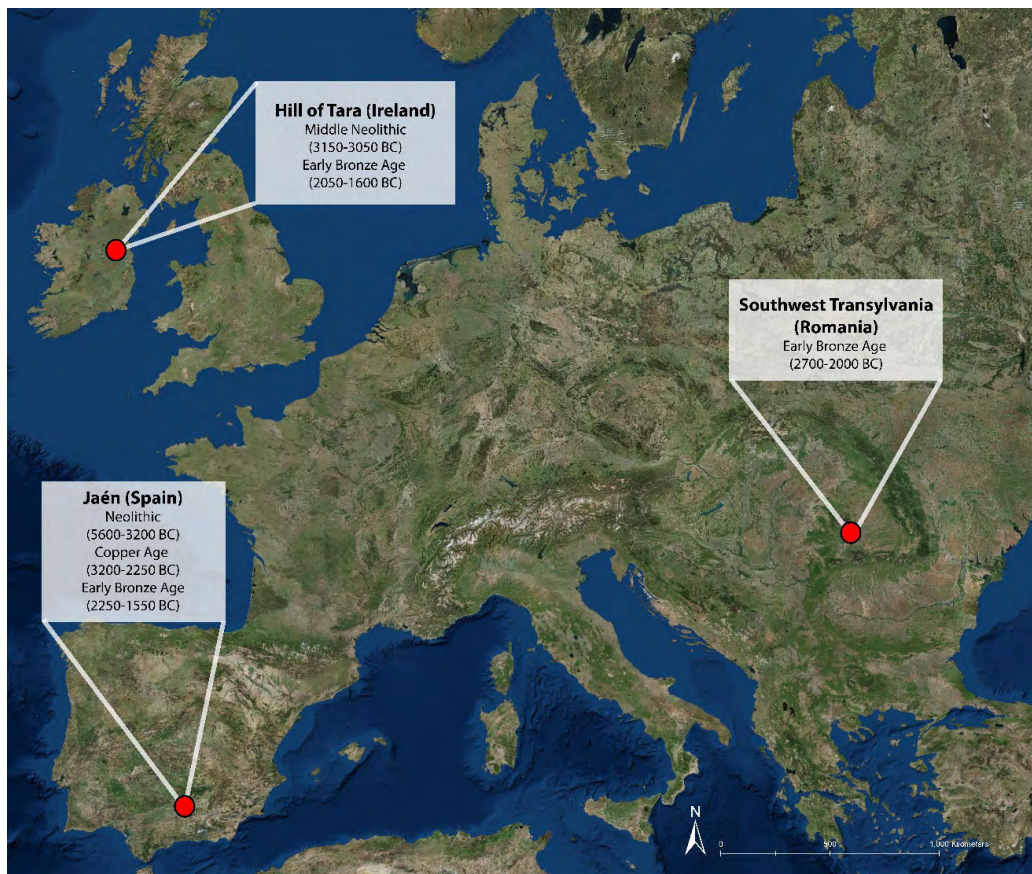 Hill of Tara (Ireland)
Middle Neolithic
(3150-3050 BC)
Early Bronze Age
(2050-1600 BC)
Southwest Transylvania
(Romania)
Early Bronze Age
(2700-2000 BC)
Jaén (Spain)
Neolithic
(5600-3200 BC)
Copper Age
(3200-2250 BC)
Early Bronze Age
(2250-1550 BC)
N
0 500 1,000 Kilometers